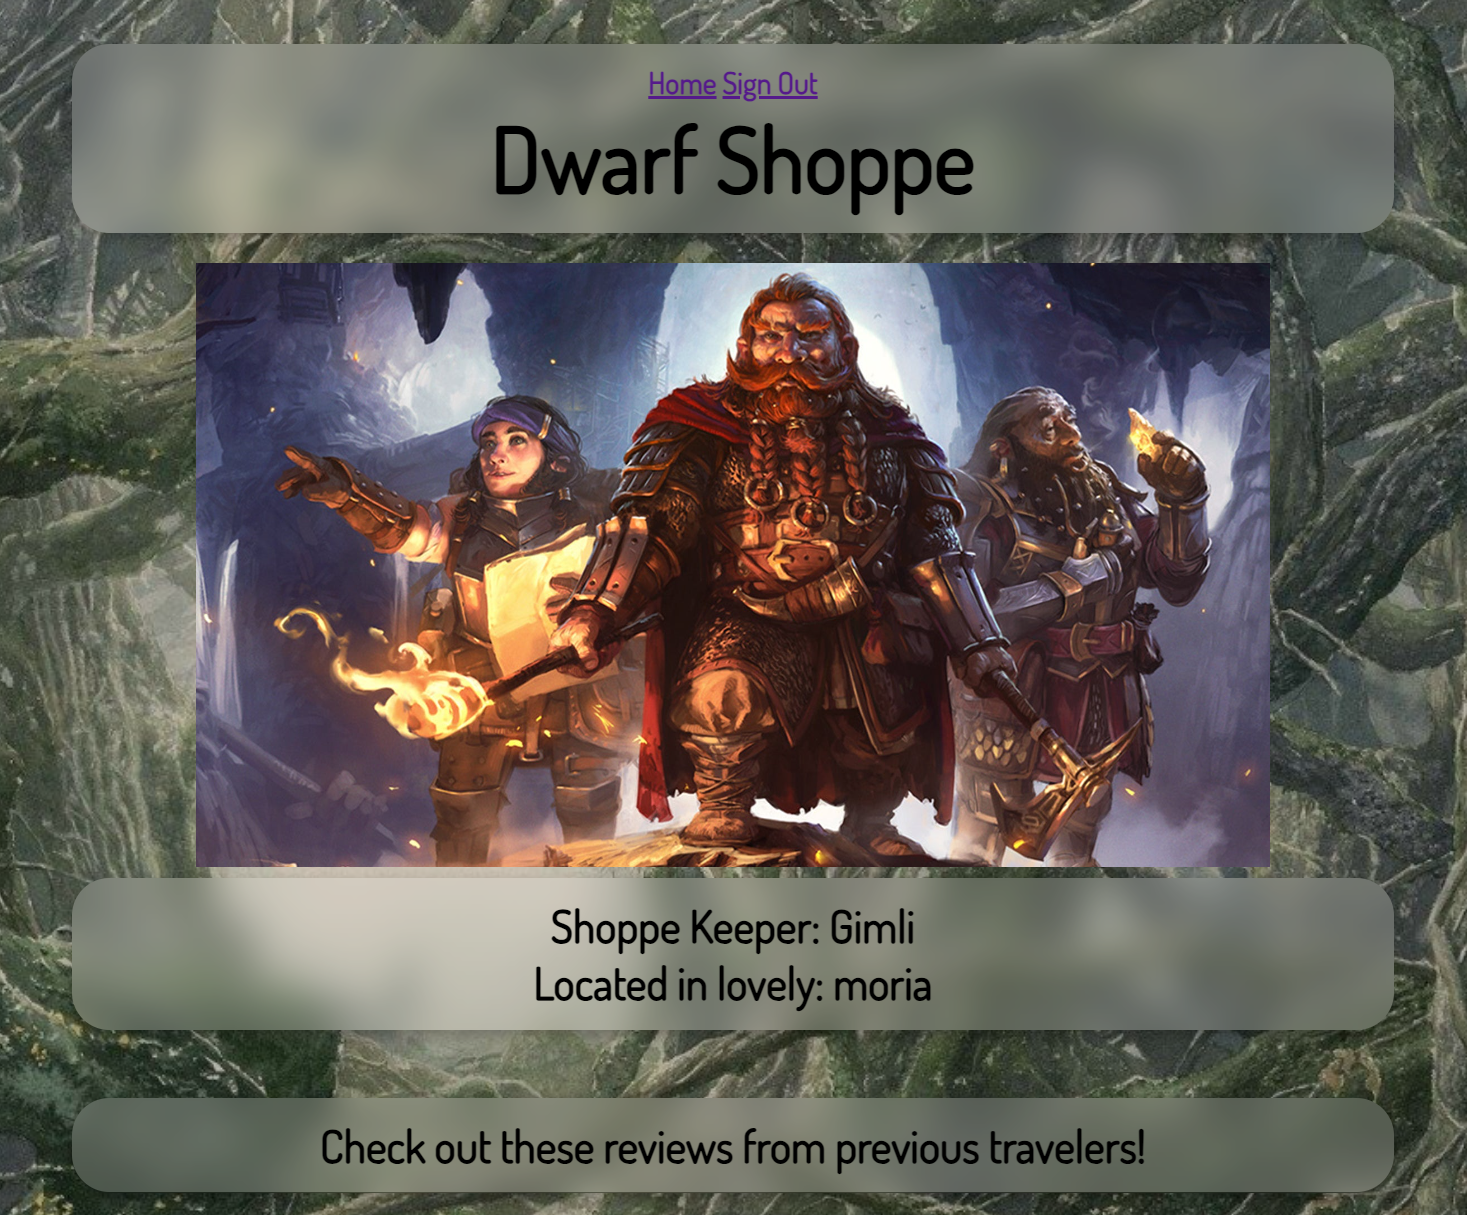 Home Sign Out
Dwarf Shoppe
Shoppe Keeper: Gimli
Located in lovely: moria
Check out these reviews from previous travelers!